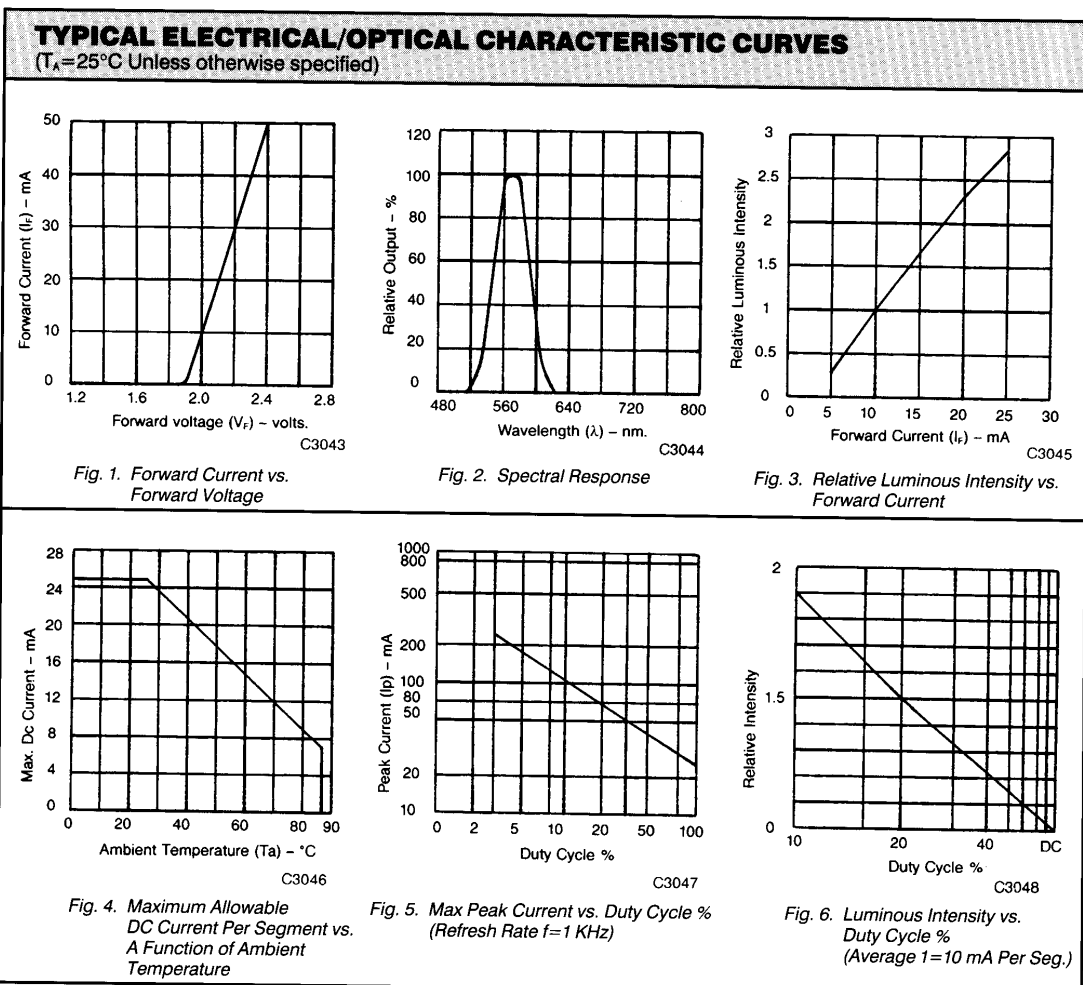 TYPICAL ELECTRICAL/OPTICAL CHARACTERISTIC CURVES
(TA=25°C Unless otherwise specified)
50
40
30
20
10
0
Forward Current (IF) – mA
1.2 1.6 2.0 2.4 2.8
Forward voltage (VF) – volts.
C3043
Fig. 1. Forward Current vs.
Forward Voltage
120
100
80
60
40
20
0
Relative Output – %
480 560 640 720 800
Wavelength (λ) – nm.
C3044
Fig. 2. Spectral Response
3
2.5
2
1.5
1
0.5
0
Relative Luminous Intensity
0 5 10 15 20 25 30
Forward Current (IF) – mA
C3045
Fig. 3. Relative Luminous Intensity vs.
Forward Current
28
24
20
16
12
8
4
0
Max. Dc Current – mA
0 20 40 60 80 90
Ambient Temperature (Ta) – °C
C3046
Fig. 4. Maximum Allowable
DC Current Per Segment vs.
A Function of Ambient
Temperature
1000
800
500
200
100
80
50
20
10
Peak Current (Ip) – mA
0 2 5 10 20 50 100
Duty Cycle %
C3047
Fig. 5. Max Peak Current vs. Duty Cycle %
(Refresh Rate f=1 KHz)
2
1.5
0
Relative Intensity
10 20 40 DC
Duty Cycle %
C3048
Fig. 6. Luminous Intensity vs.
Duty Cycle %
(Average 1=10 mA Per Seg.)